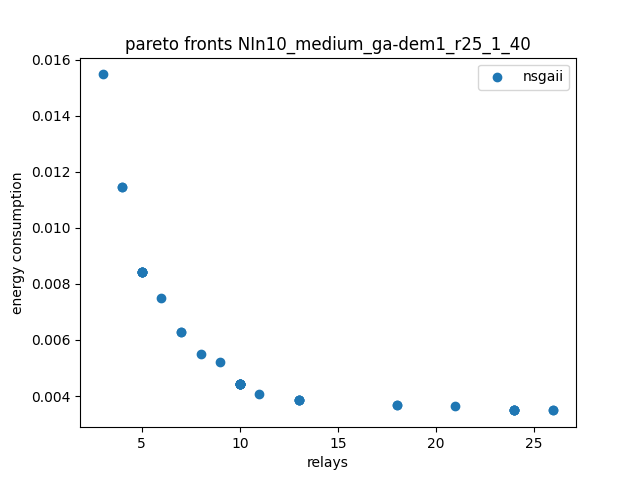 pareto fronts NIn10_medium_ga-dem1_r25_1_40
nsgaii
0.016
0.014
0.012
0.010
0.008
0.006
0.004
energy consumption
5 10 15 20 25
relays